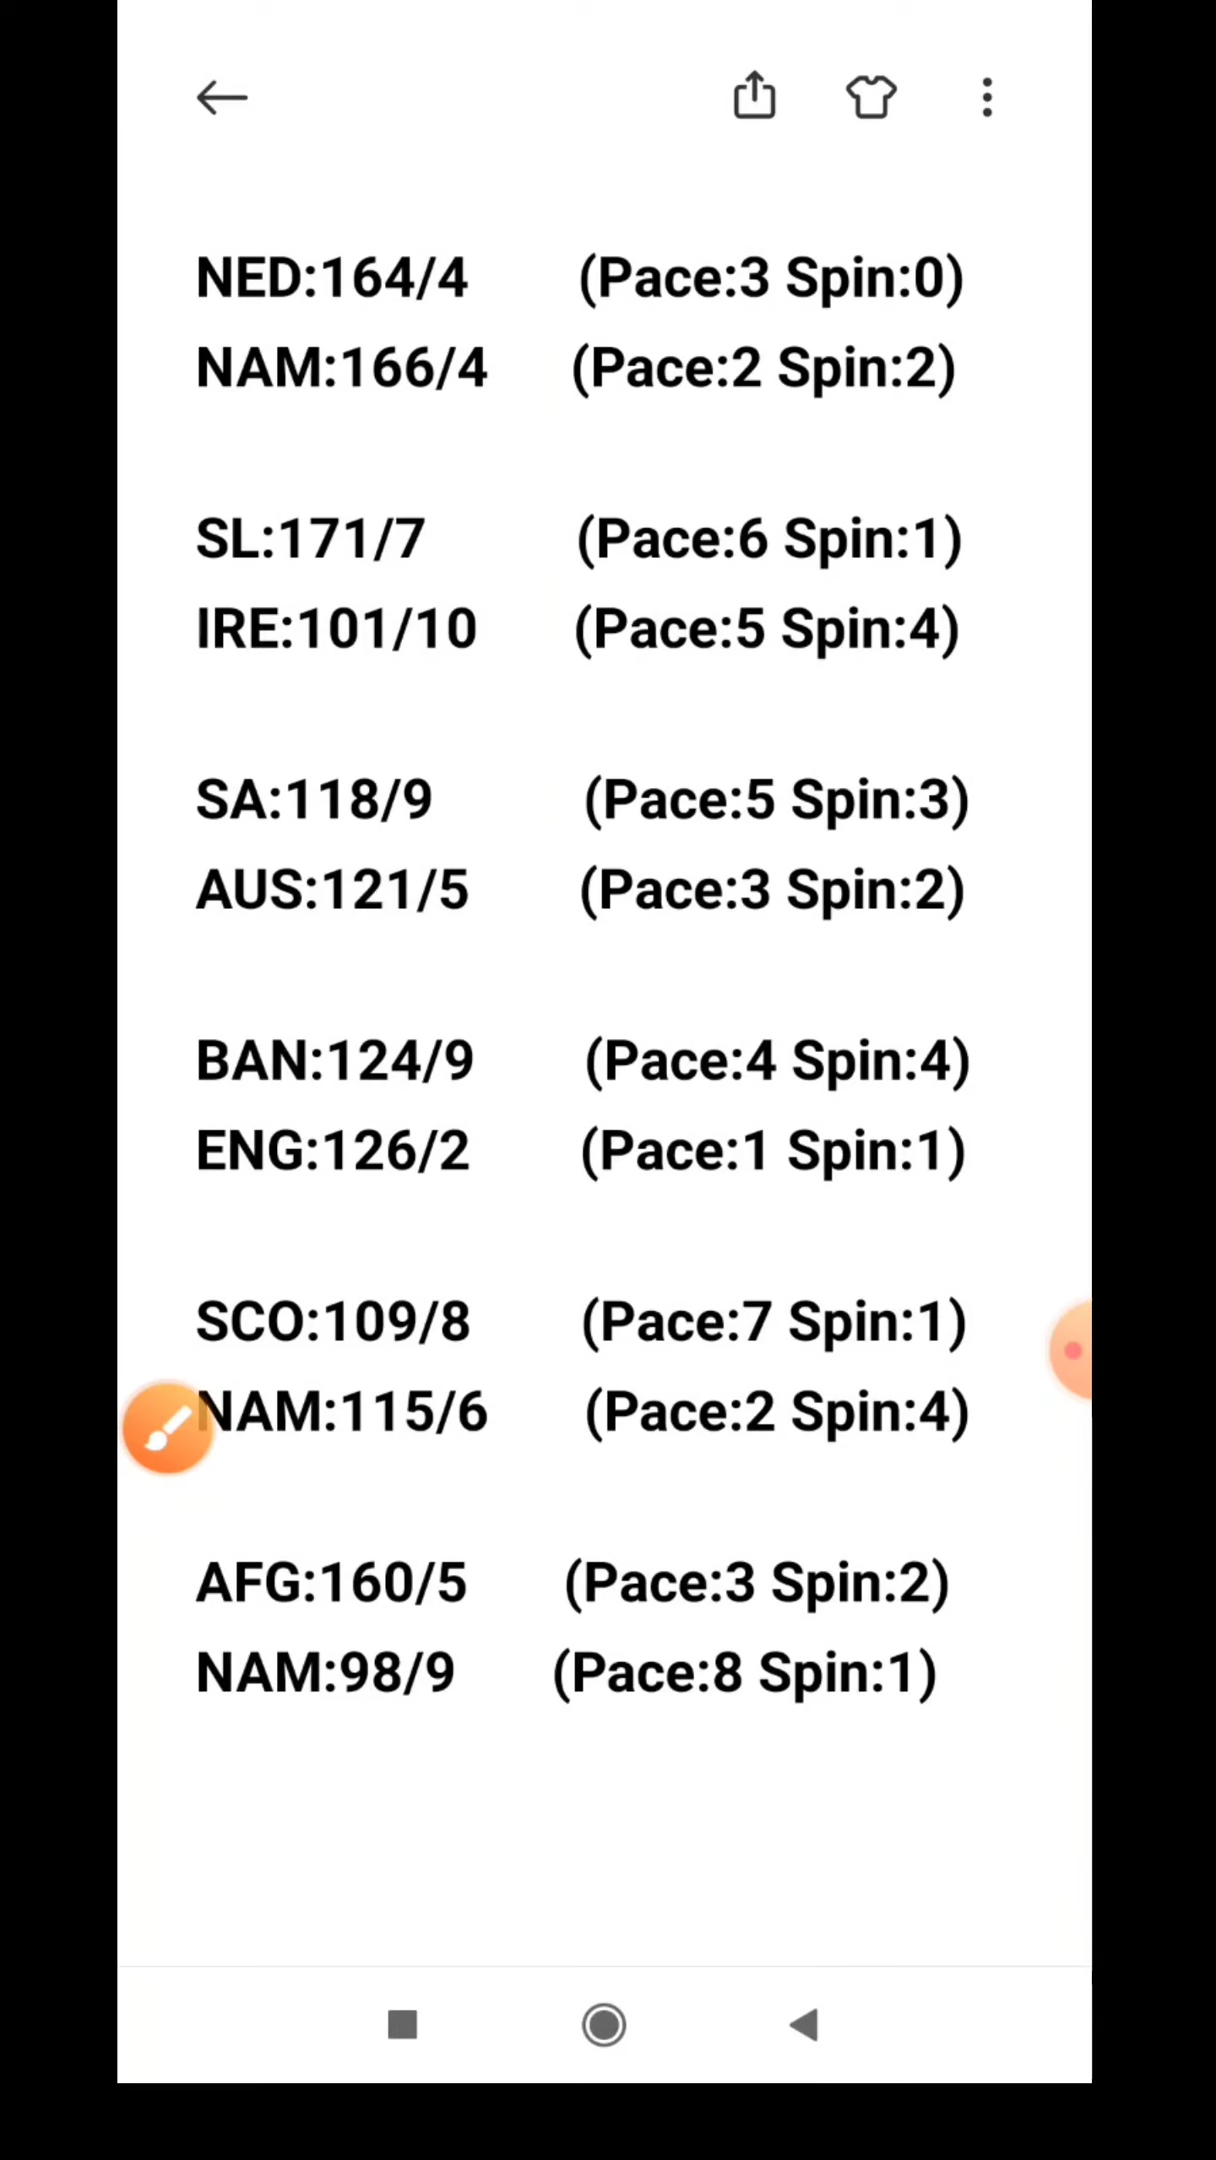 NED:164/4 (Pace:3 Spin:0)
NAM:166/4 (Pace:2 Spin:2)
SL:171/7 (Pace:6 Spin:1)
IRE:101/10 (Pace:5 Spin:4)
SA:118/9 (Pace:5 Spin:3)
AUS:121/5 (Pace:3 Spin:2)
BAN:124/9 (Pace:4 Spin:4)
ENG:126/2 (Pace:1 Spin:1)
SCO:109/8 (Pace:7 Spin:1)
NAM:115/6 (Pace:2 Spin:4)
AFG:160/5 (Pace:3 Spin:2)
NAM:98/9 (Pace:8 Spin:1)